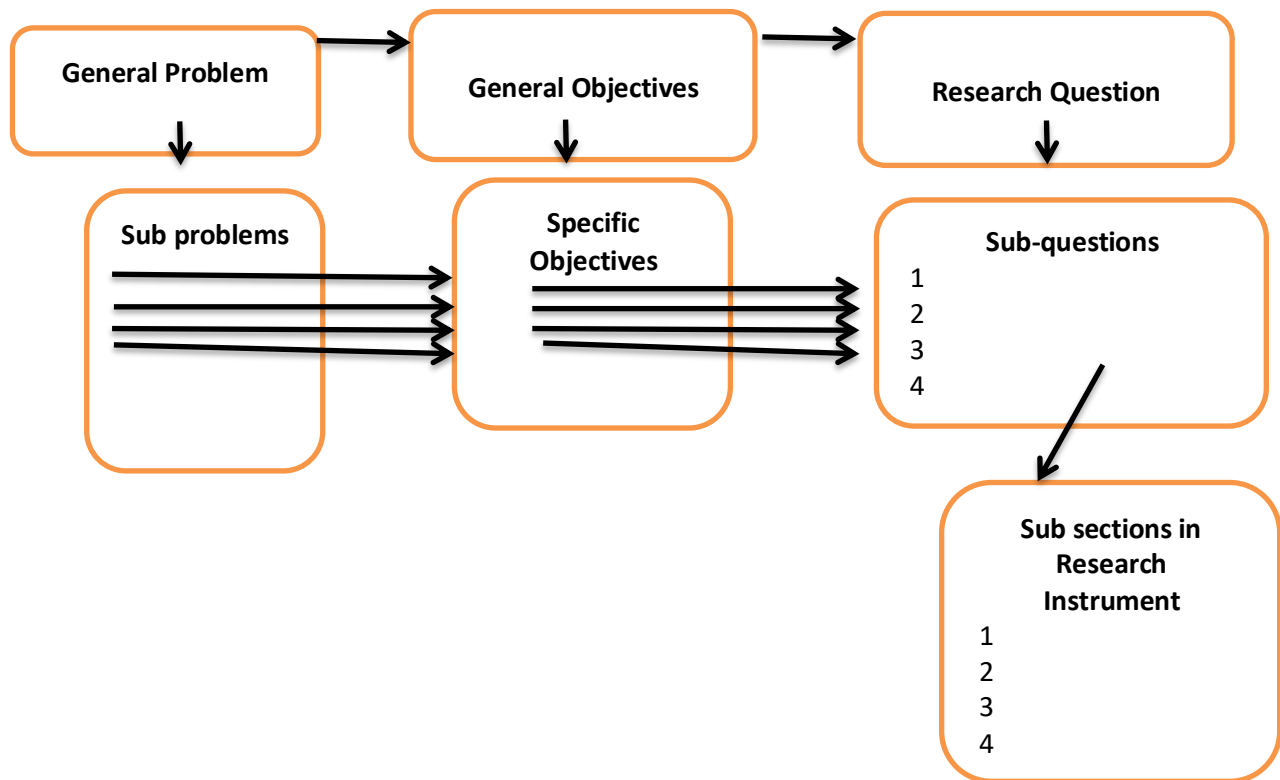 General Problem
General Objectives
Research Question
Sub problems
Specific
Objectives
Sub-questions
1
2
3
4
Sub sections in
Research
Instrument
1
2
3
4